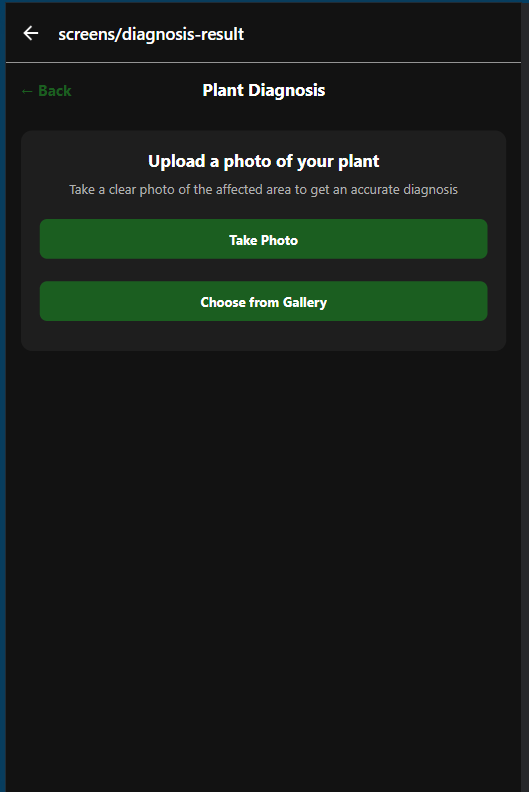 screens/diagnosis-result
← Back
Plant Diagnosis
Upload a photo of your plant
Take a clear photo of the affected area to get an accurate diagnosis
Take Photo
Choose from Gallery